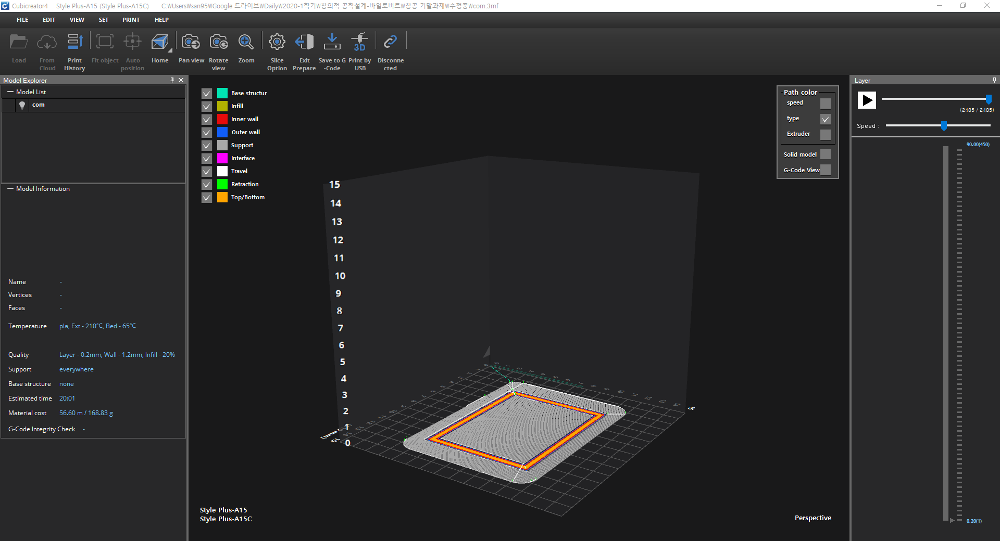 Cubicreator4 Style Plus-A15 (Style Plus-A15C) C:₩Users₩san95₩Google 드라이브₩Daily₩2020-1학기₩창의적 공학설계-바일로버트₩창공 기말과제₩수정중₩com.3mf
FILE EDIT VIEW SET PRINT HELP
Load
From Cloud
Print History
Fit object
Auto position
Home
Pan view
Rotate view
Zoom
Slice Option
Exit Prepare
Save to G-Code
3D
Print by USB
Disconnected
Model Explorer
Model List
com
Model Information
Name -
Vertices -
Faces -
Temperature pla, Ext - 210℃, Bed - 65℃
Quality Layer - 0.2mm, Wall - 1.2mm, Infill - 20%
Support everywhere
Base structure none
Estimated time 20:01
Material cost 56.60 m / 168.83 g
G-Code Integrity Check -
Base structur
Infill
Inner wall
Outer wall
Support
Interface
Travel
Retraction
Top/Bottom
15
14
13
12
11
10
9
8
7
6
5
4
3
2
1
0
15
15
Style Plus-A15
Style Plus-A15C
Perspective
Path color
speed
type
Extruder
Solid model
G-Code View
Layer
(2485 / 2485)
Speed :
90.00(450)
0.20(1)